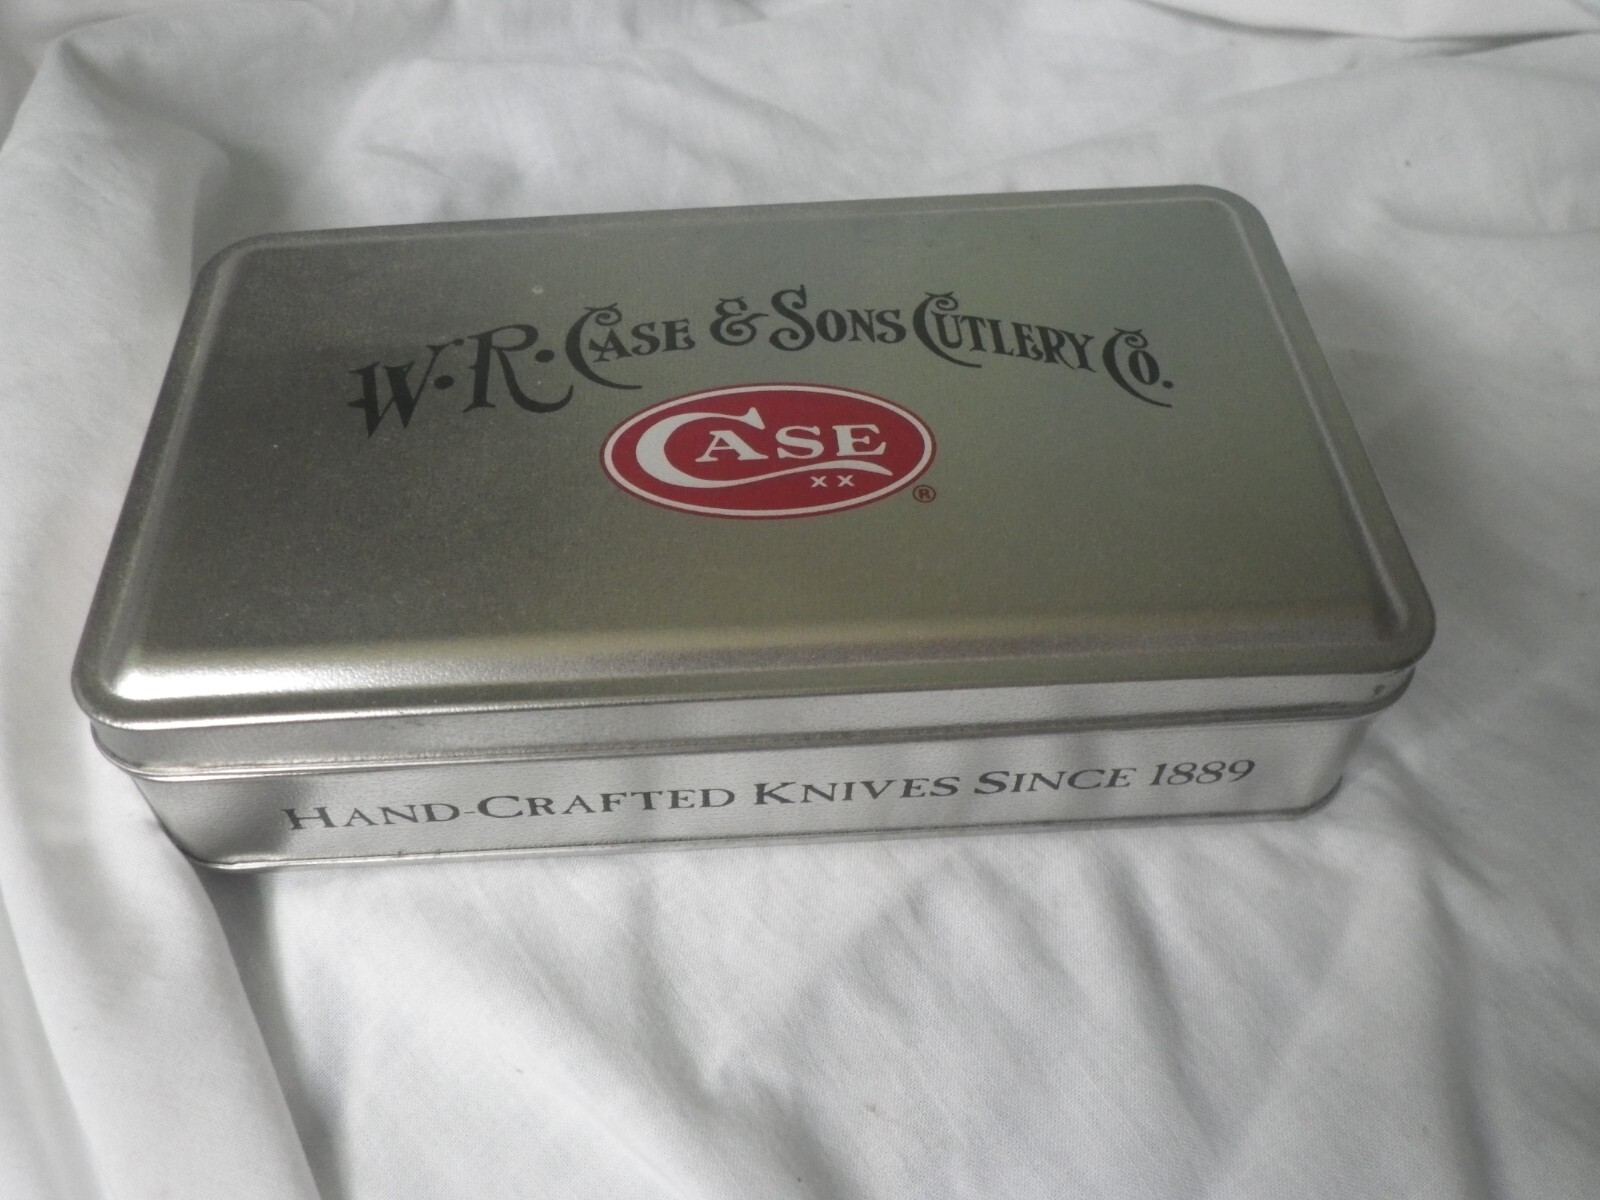 W.R. CASE & SONS CUTLERY CO.
CASE
XX
®
HAND-CRAFTED KNIVES SINCE 1889